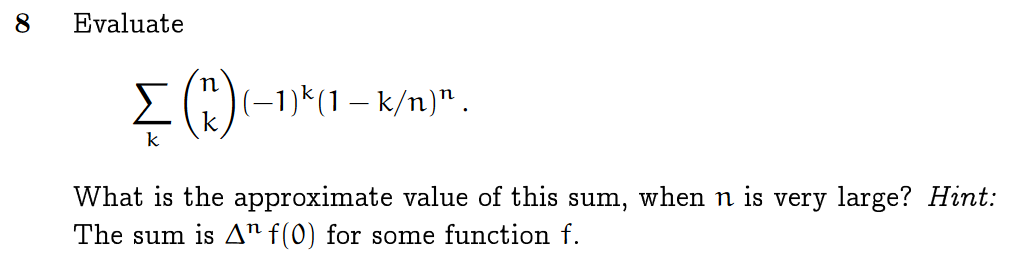 8 Evaluate
\sum_{k} \binom{n}{k} (-1)^k (1 - k/n)^n .
What is the approximate value of this sum, when n is very large? Hint:
The sum is Δ^n f(0) for some function f.